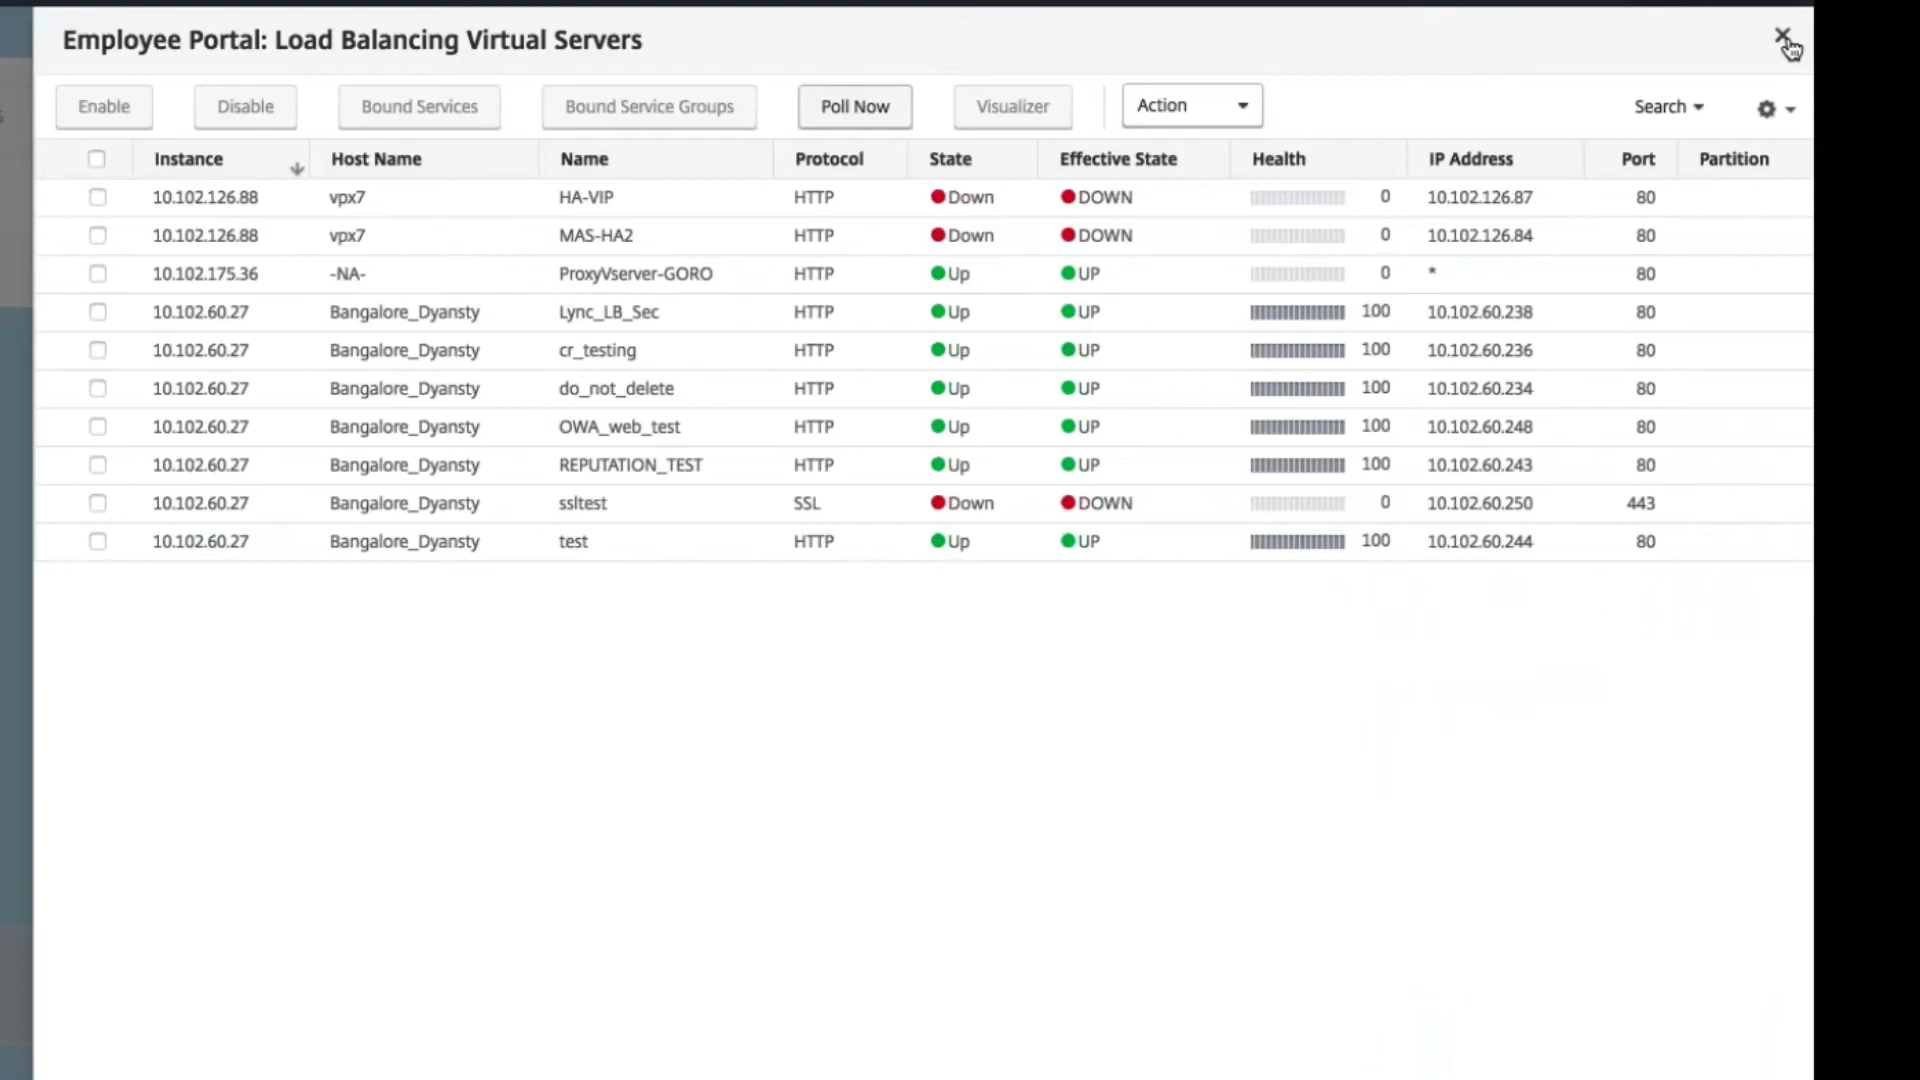 Employee Portal: Load Balancing Virtual Servers
Enable Disable Bound Services Bound Service Groups Poll Now Visualizer Action Search
Instance Host Name Name Protocol State Effective State Health IP Address Port Partition
10.102.126.88 vpx7 HA-VIP HTTP Down DOWN 0 10.102.126.87 80
10.102.126.88 vpx7 MAS-HA2 HTTP Down DOWN 0 10.102.126.84 80
10.102.175.36 -NA- ProxyVserver-GORO HTTP Up UP 0 * 80
10.102.60.27 Bangalore_Dyansty Lync_LB_Sec HTTP Up UP 100 10.102.60.238 80
10.102.60.27 Bangalore_Dyansty cr_testing HTTP Up UP 100 10.102.60.236 80
10.102.60.27 Bangalore_Dyansty do_not_delete HTTP Up UP 100 10.102.60.234 80
10.102.60.27 Bangalore_Dyansty OWA_web_test HTTP Up UP 100 10.102.60.248 80
10.102.60.27 Bangalore_Dyansty REPUTATION_TEST HTTP Up UP 100 10.102.60.243 80
10.102.60.27 Bangalore_Dyansty ssltest SSL Down DOWN 0 10.102.60.250 443
10.102.60.27 Bangalore_Dyansty test HTTP Up UP 100 10.102.60.244 80